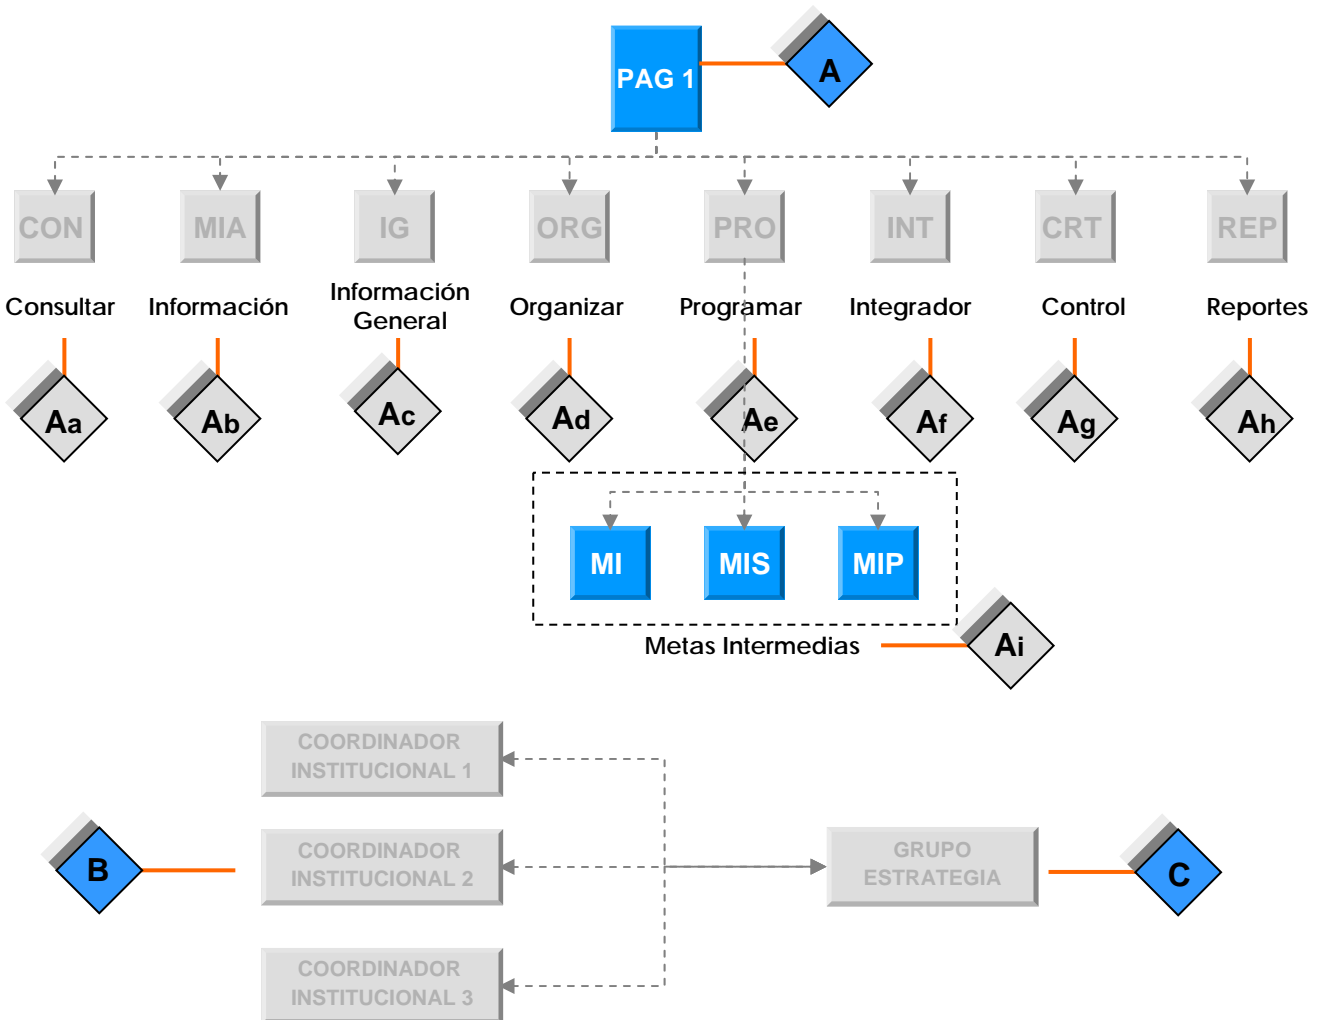 PAG 1
A
CON
MIA
IG
ORG
PRO
INT
CRT
REP
Consultar
Información
Información
General
Organizar
Programar
Integrador
Control
Reportes
Aa
Ab
Ac
Ad
Ae
Af
Ag
Ah
MI
MIS
MIP
Metas Intermedias
Ai
COORDINADOR
INSTITUCIONAL 1
B
COORDINADOR
INSTITUCIONAL 2
GRUPO
ESTRATEGIA
C
COORDINADOR
INSTITUCIONAL 3